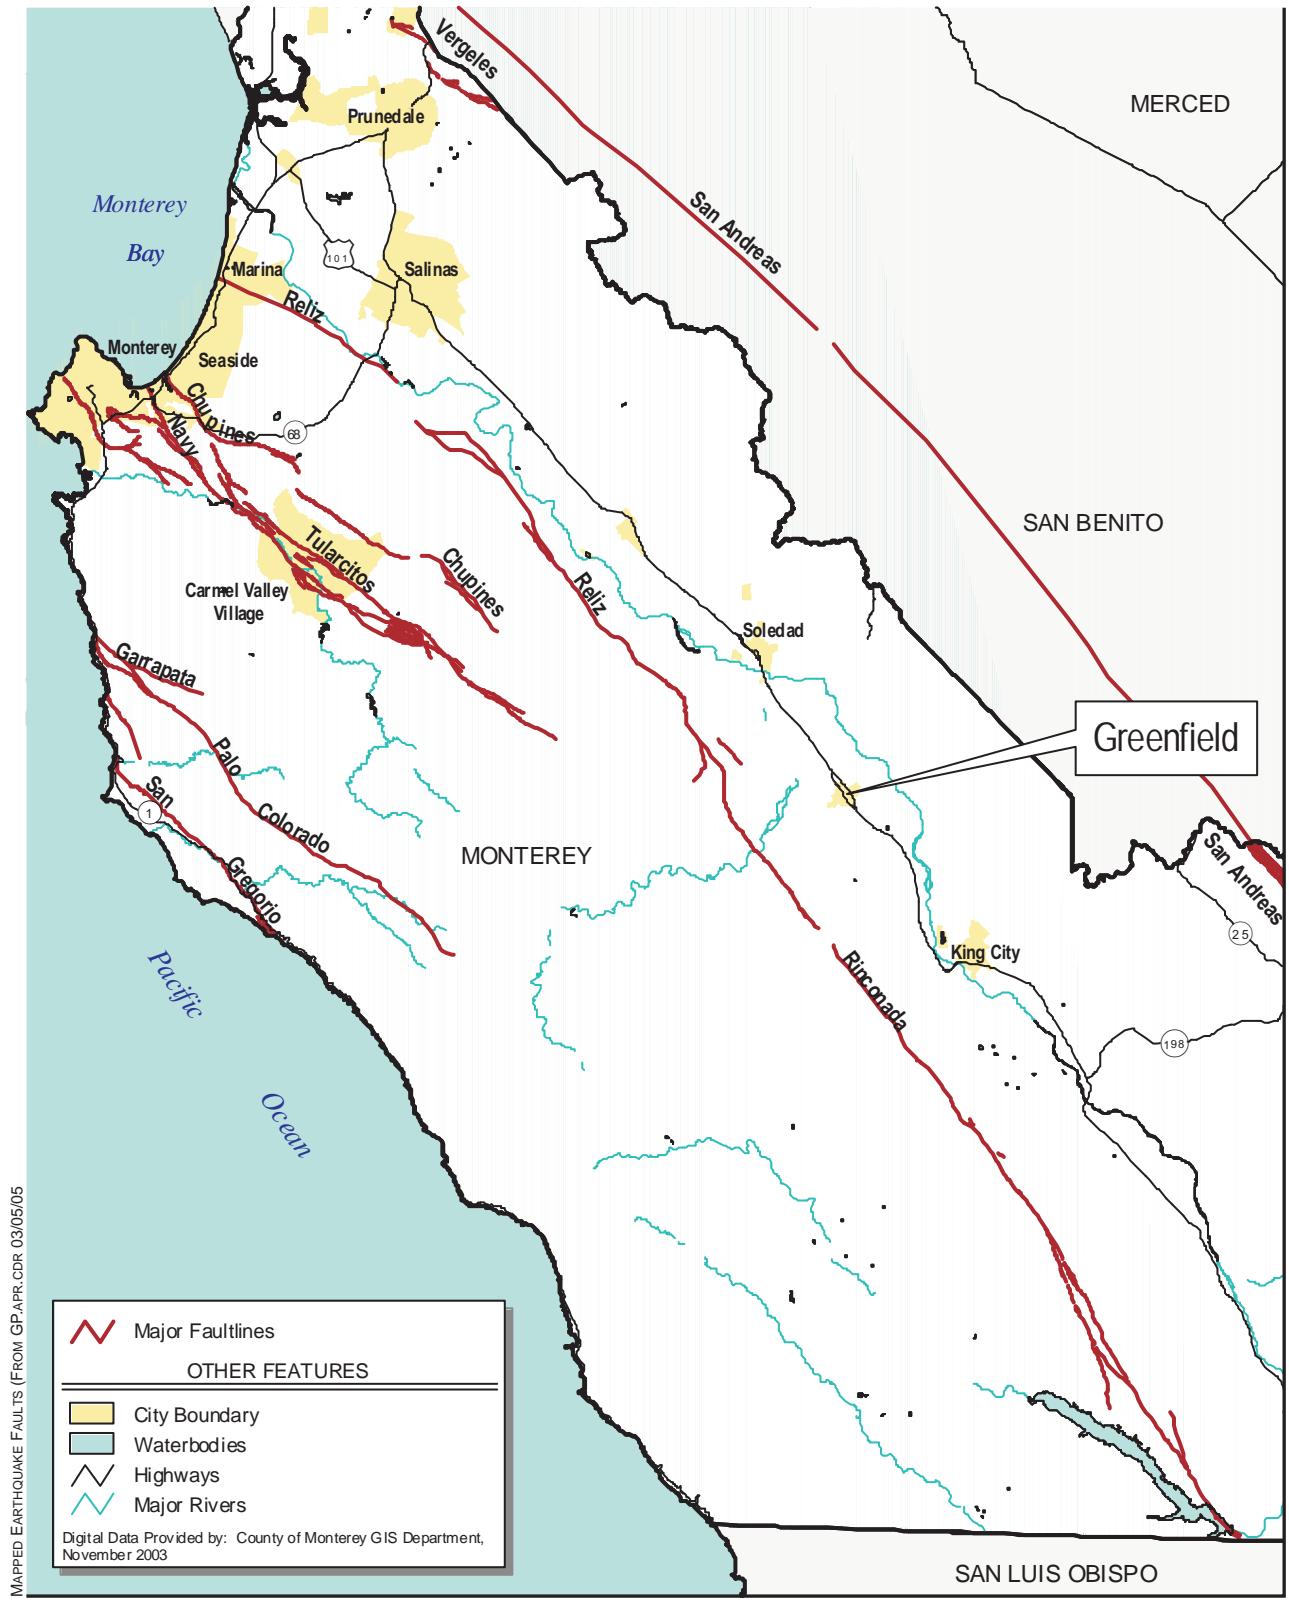 Vergeles
MERCED
Prunedale
Monterey
Bay
San Andreas
101
Marina
Salinas
Reliz
Monterey
Seaside
Chupines
Navy
68
SAN BENITO
Tularcitos
Chupines
Carmel Valley
Village
Reliz
Soledad
Garrapata
Greenfield
Palo
San
1
Colorado
MONTEREY
Gregorio
San Andreas
25
King City
Pacific
Rinconada
198
Ocean
MAPPED EARTHQUAKE FAULTS (FROM GP.APR.CDR 03/05/05
Major Faultlines
OTHER FEATURES
City Boundary
Waterbodies
Highways
Major Rivers
Digital Data Provided by: County of Monterey GIS Department,
November 2003
SAN LUIS OBISPO